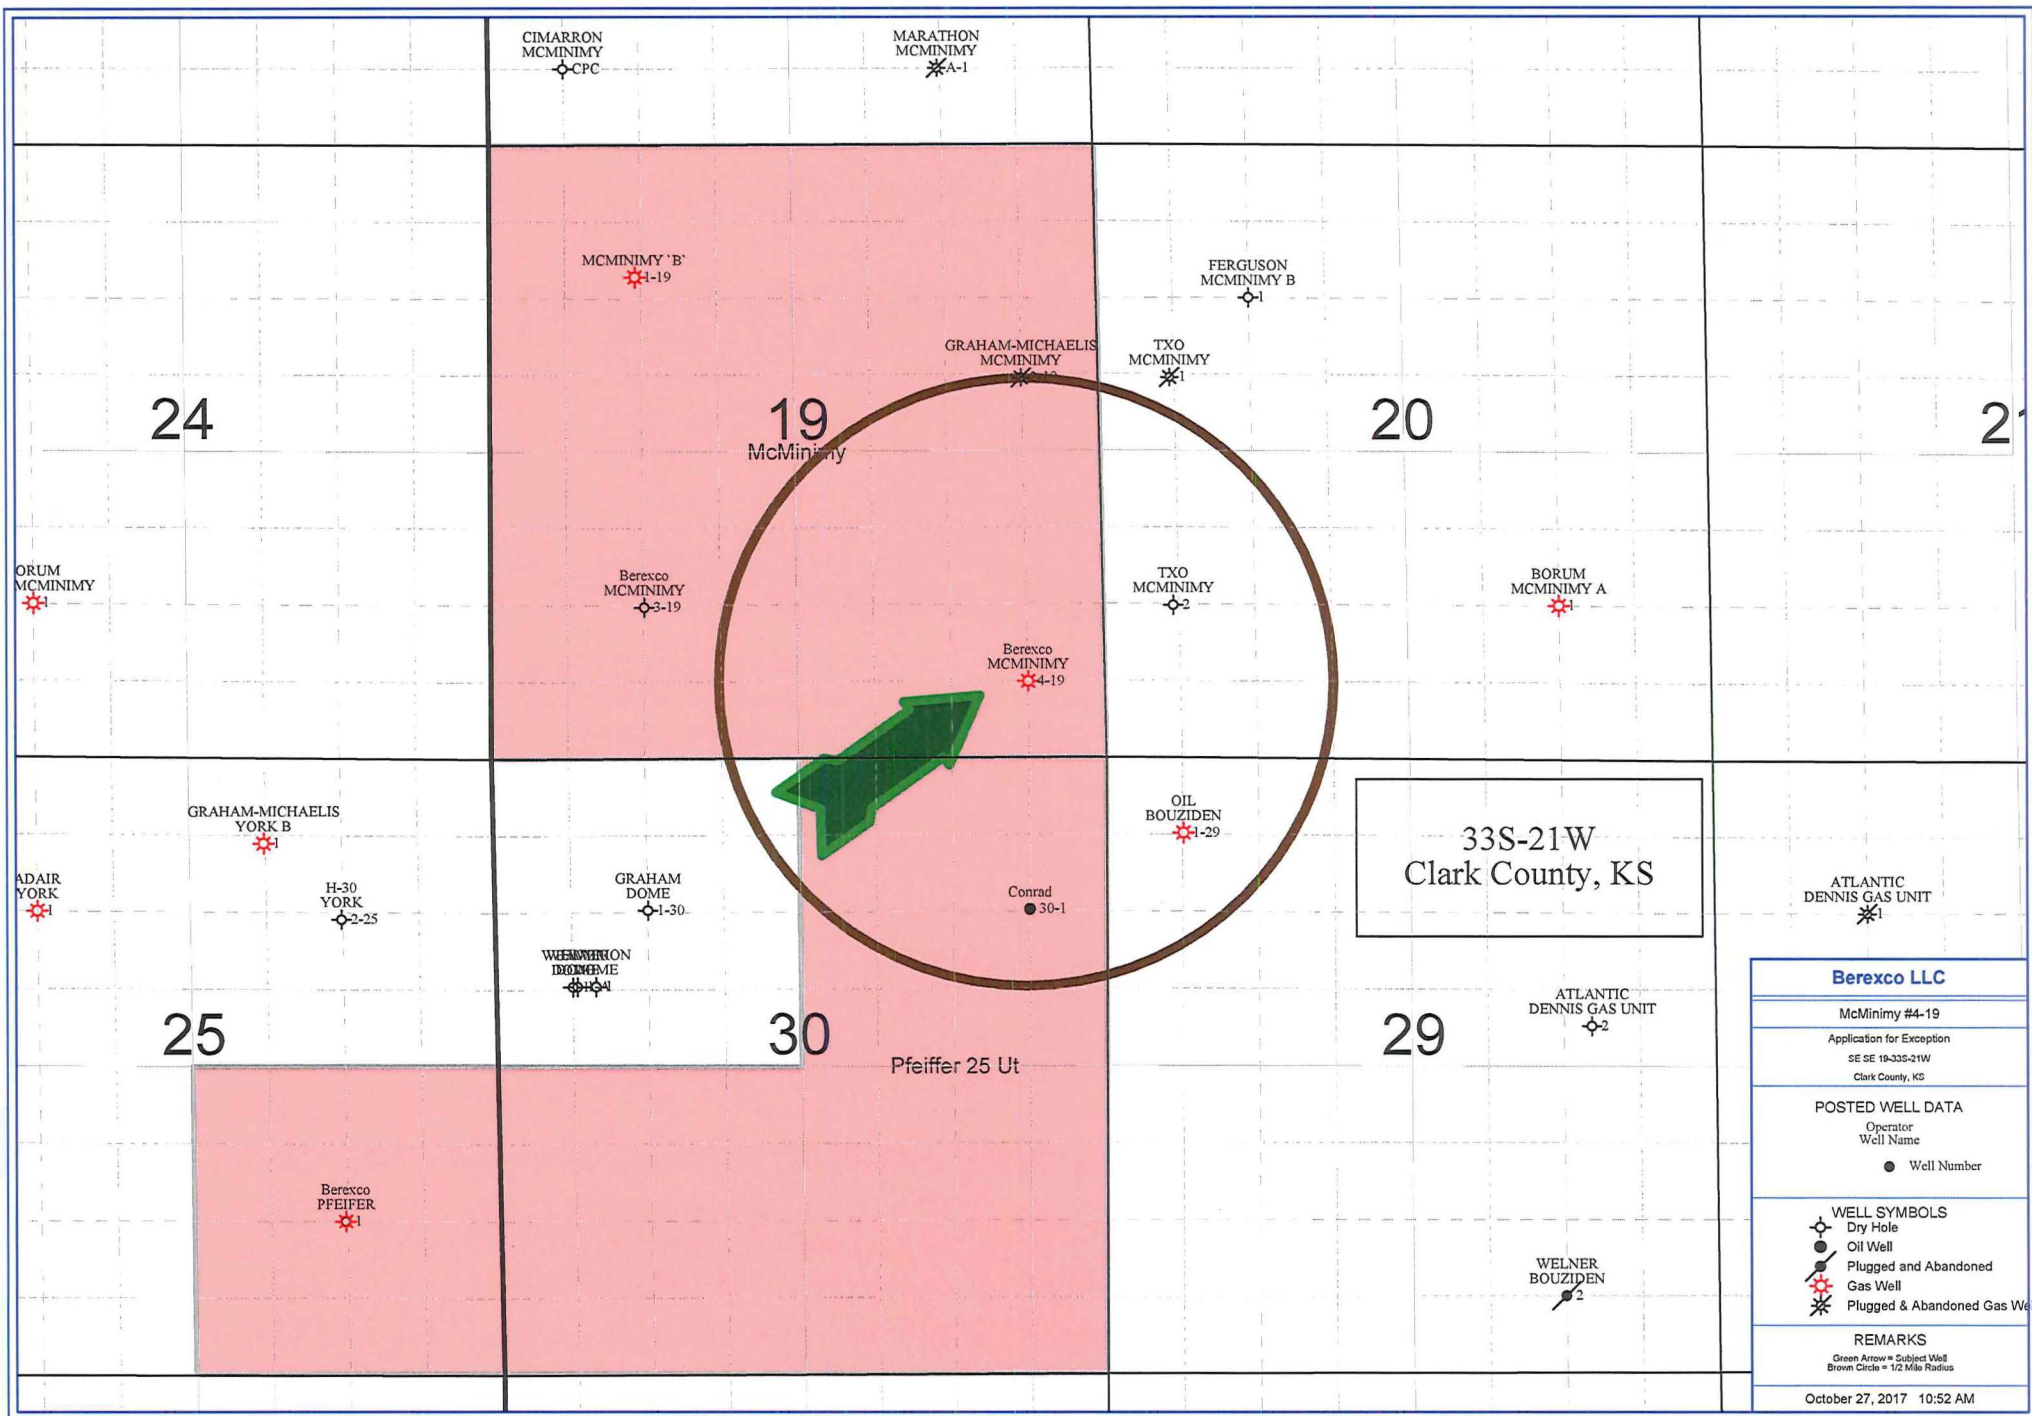 CIMARRON
MCMINIMY
CPC
MARATHON
MCMINIMY
A-1
MCMINIMY 'B'
1-19
FERGUSON
MCMINIMY B
1
GRAHAM-MICHAELIS
MCMINIMY
TXO
MCMINIMY
1
24
19
McMinimy
20
21
ORUM
MCMINIMY
1
Berexco
MCMINIMY
3-19
TXO
MCMINIMY
2
BORUM
MCMINIMY A
1
Berexco
MCMINIMY
4-19
GRAHAM-MICHAELIS
YORK B
1
OIL
BOUZIDEN
1-29
33S-21W
Clark County, KS
ADAIR
YORK
1
H-30
YORK
2-25
GRAHAM
DOME
1-30
Conrad
30-1
ATLANTIC
DENNIS GAS UNIT
1
ATLANTIC
DENNIS GAS UNIT
2
25
30
29
Pfeiffer 25 Ut
Berexco
PFEIFER
1
WELNER
BOUZIDEN
2
Berexco LLC
McMinimy #4-19
Application for Exception
SE SE 19-33S-21W
Clark County, KS
POSTED WELL DATA
Operator
Well Name
Well Number
WELL SYMBOLS
Dry Hole
Oil Well
Plugged and Abandoned
Gas Well
Plugged & Abandoned Gas We
REMARKS
Green Arrow = Subject Well
Brown Circle = 1/2 Mile Radius
October 27, 2017 10:52 AM